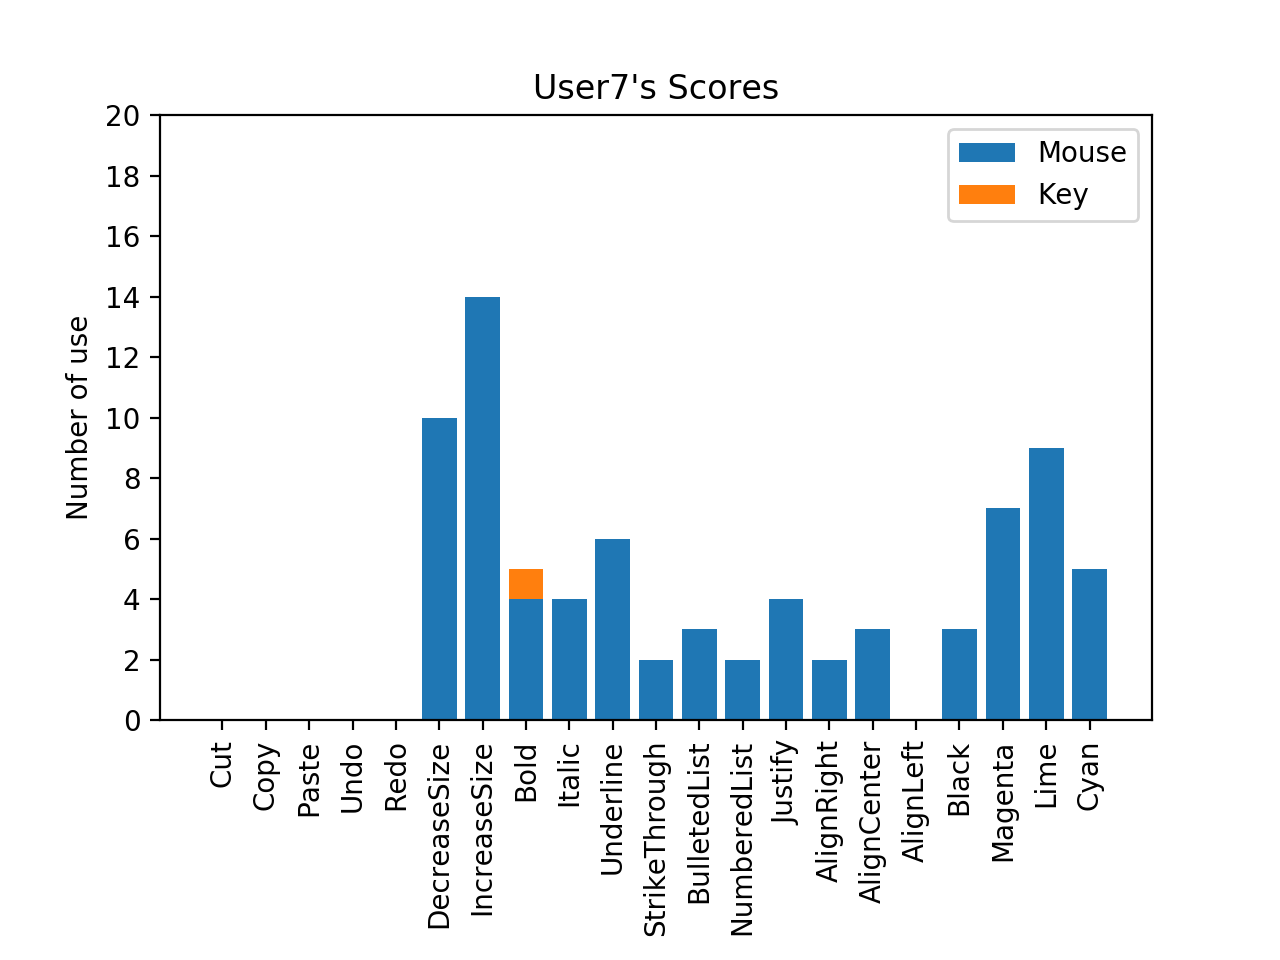 User7's Scores
Mouse
Key
Number of use
20
18
16
14
12
10
8
6
4
2
0
Cut
Copy
Paste
Undo
Redo
DecreaseSize
IncreaseSize
Bold
Italic
Underline
StrikeThrough
BulletedList
NumberedList
Justify
AlignRight
AlignCenter
AlignLeft
Black
Magenta
Lime
Cyan